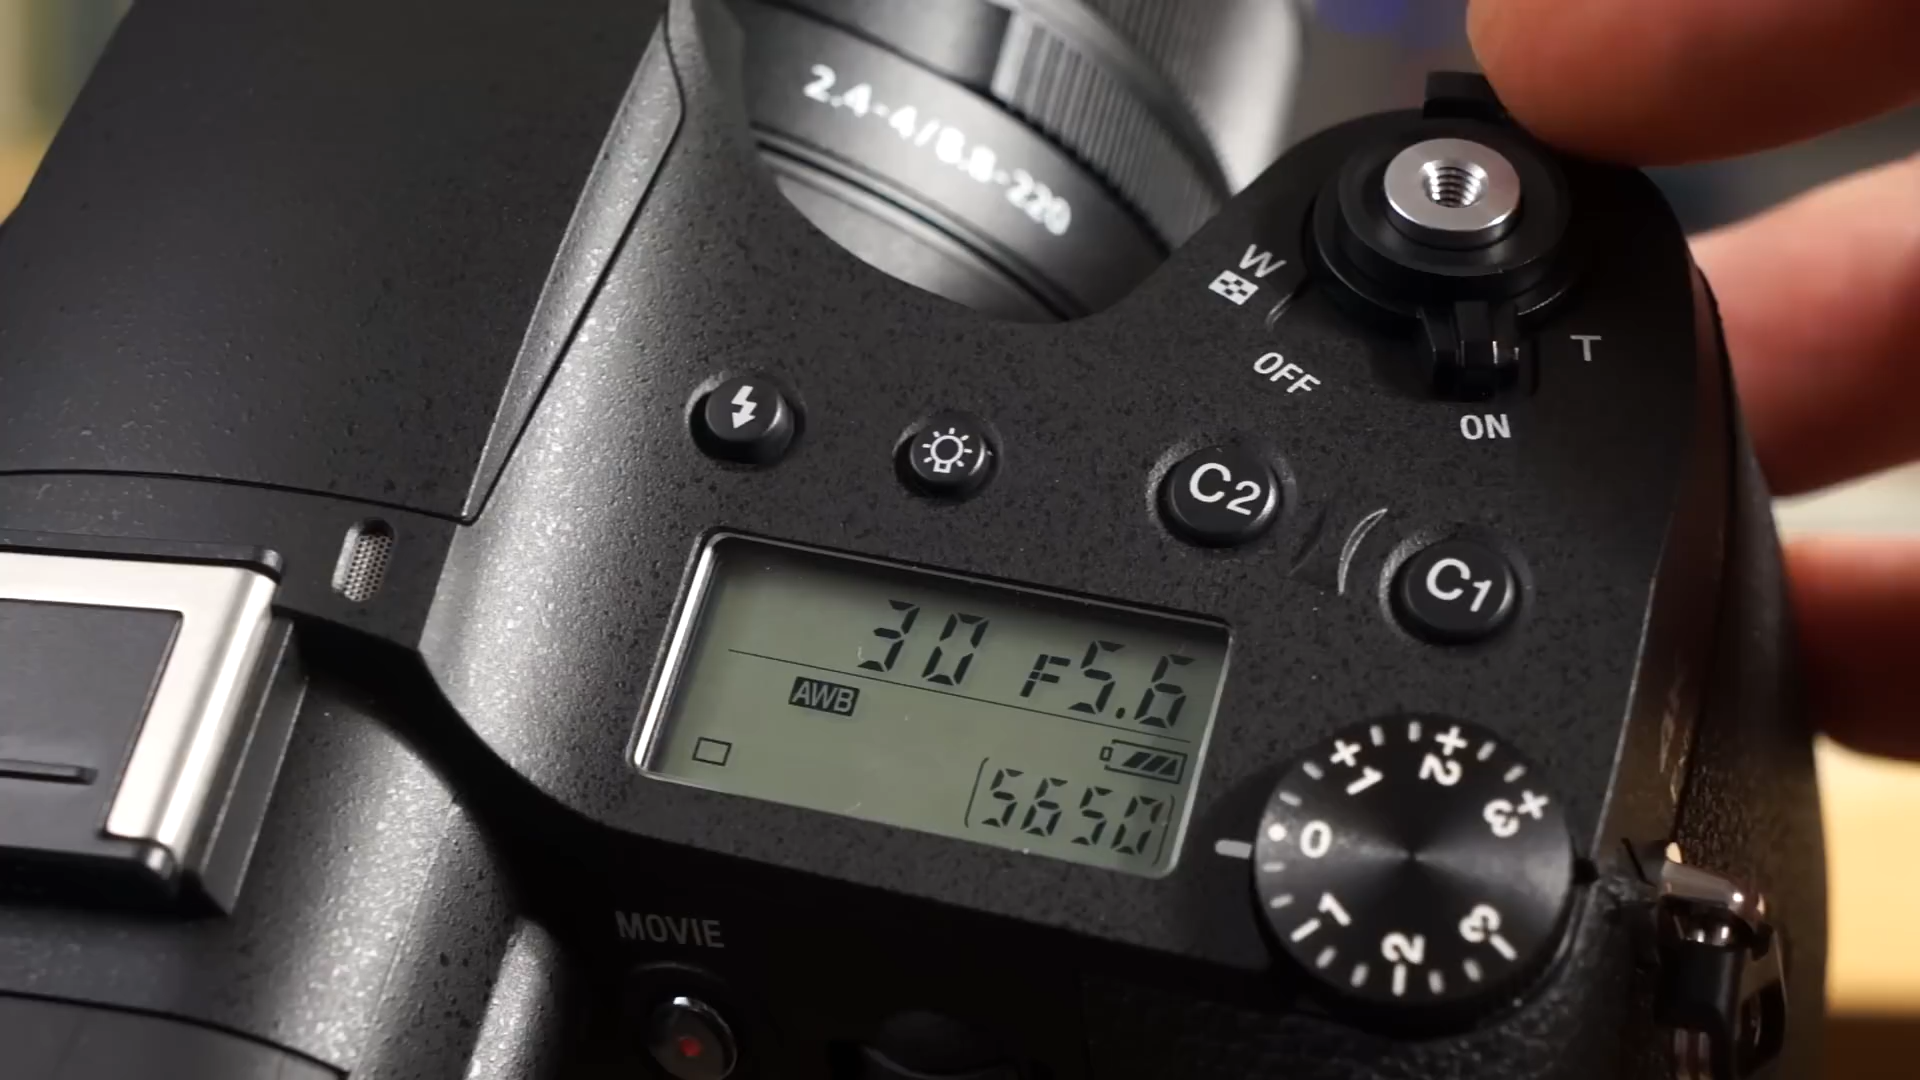 2.4-4/8.8-220
W
T
OFF
ON
C2
C1
30 F5.6
AWB
5650
+1 +2 +3
0
1 2 3
MOVIE